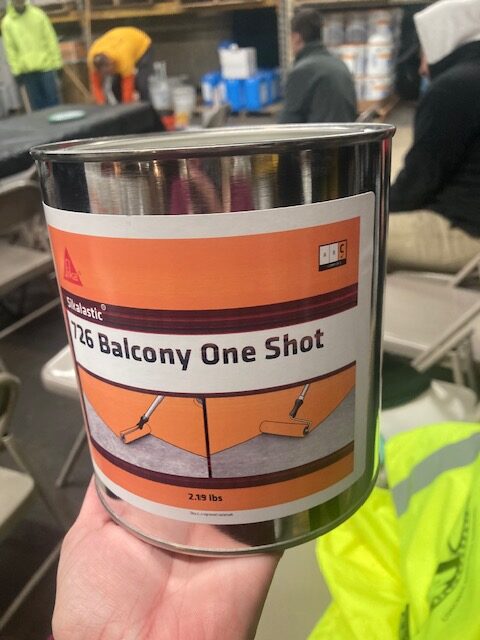 Sika®
A B C
Sikalastic®
726 Balcony One Shot
2.19 lbs